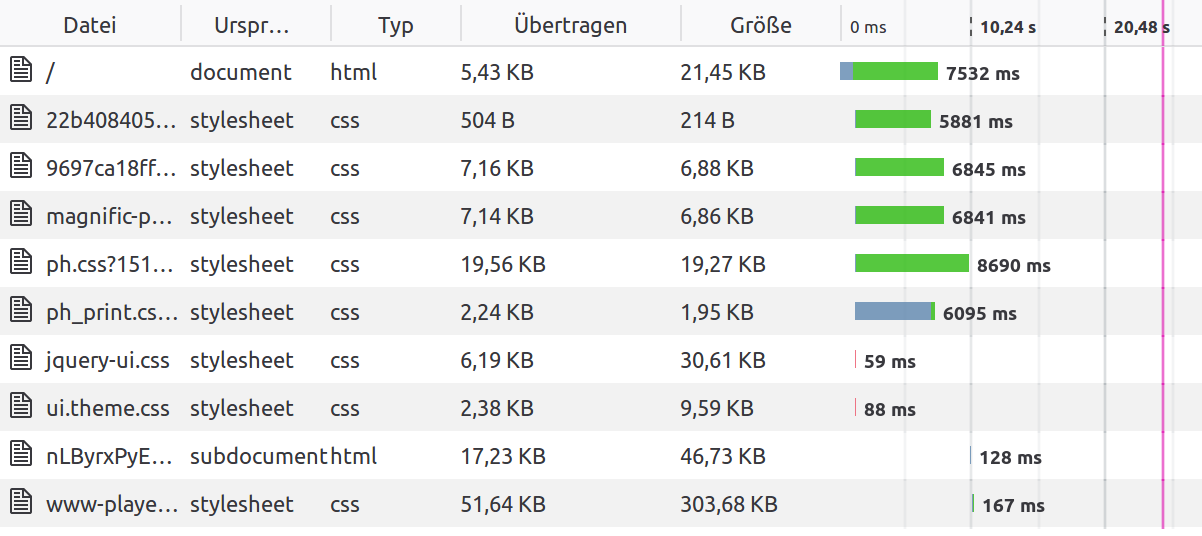 Datei Urspr… Typ Übertragen Größe 0 ms 10,24 s 20,48 s
/ document html 5,43 KB 21,45 KB 7532 ms
22b408405… stylesheet css 504 B 214 B 5881 ms
9697ca18ff… stylesheet css 7,16 KB 6,88 KB 6845 ms
magnific-p… stylesheet css 7,14 KB 6,86 KB 6841 ms
ph.css?151… stylesheet css 19,56 KB 19,27 KB 8690 ms
ph_print.cs… stylesheet css 2,24 KB 1,95 KB 6095 ms
jquery-ui.css stylesheet css 6,19 KB 30,61 KB 59 ms
ui.theme.css stylesheet css 2,38 KB 9,59 KB 88 ms
nLByrxPyE… subdocument html 17,23 KB 46,73 KB 128 ms
www-playe… stylesheet css 51,64 KB 303,68 KB 167 ms